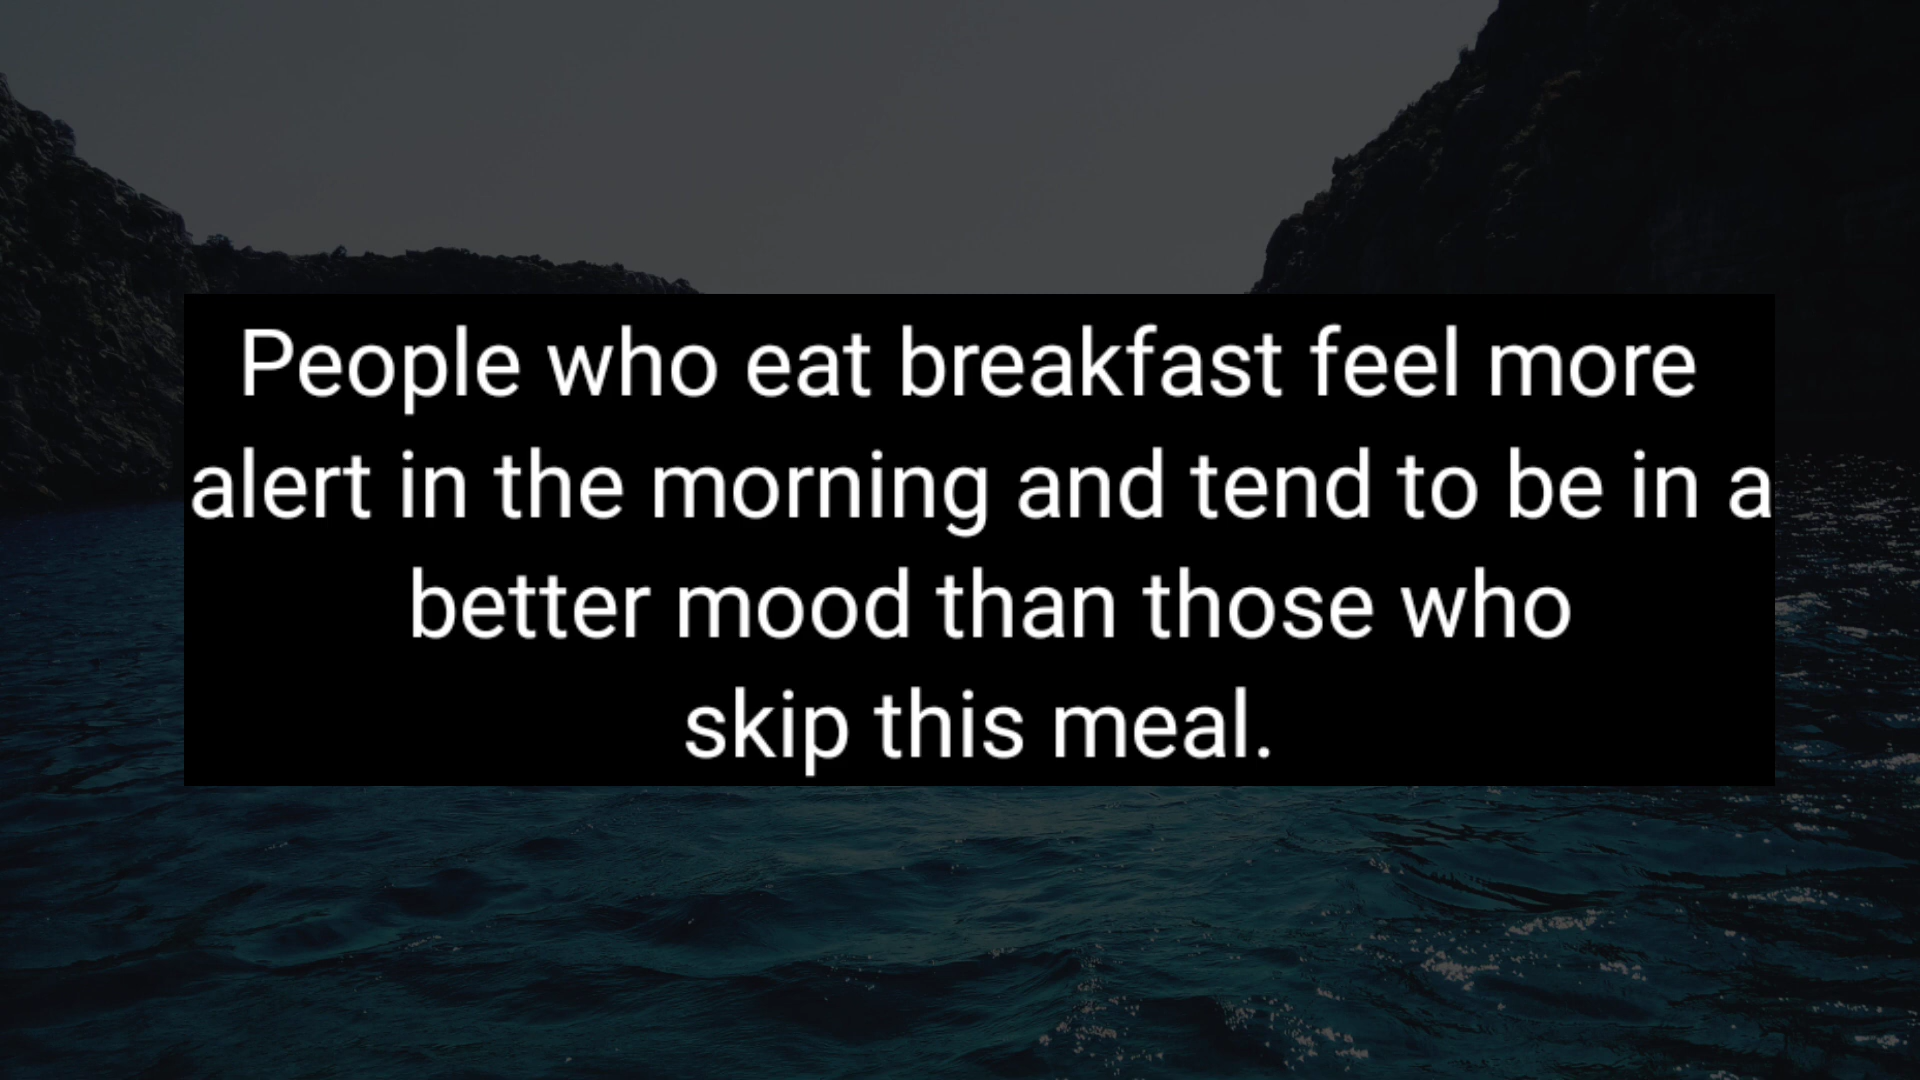 People who eat breakfast feel more
alert in the morning and tend to be in a
better mood than those who
skip this meal.